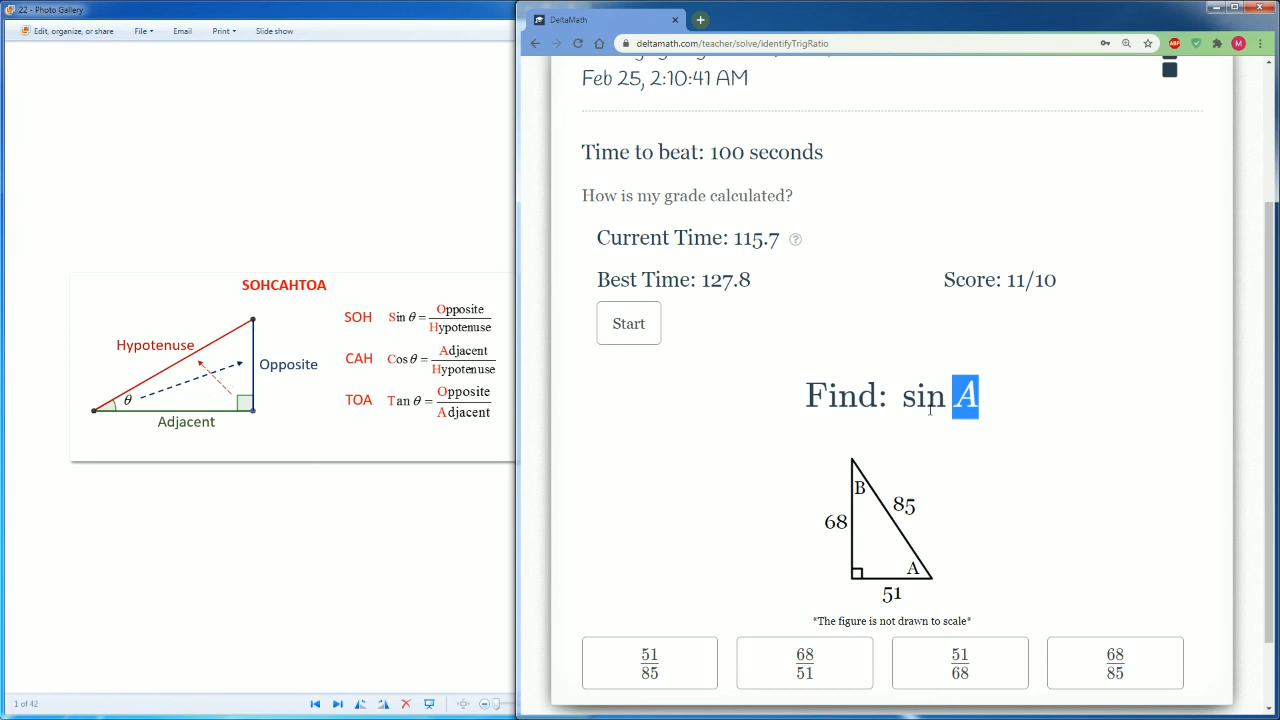 22 - Photo Gallery
Edit, organize, or share File Email Print Slide show
SOHCAHTOA
Hypotenuse
Opposite
θ
Adjacent
SOH Sin θ = Opposite / Hypotenuse
CAH Cos θ = Adjacent / Hypotenuse
TOA Tan θ = Opposite / Adjacent
1 of 42
DeltaMath
deltamath.com/teacher/solve/identifyTrigRatio
ABP
M
Feb 25, 2:10:41 AM
Time to beat: 100 seconds
How is my grade calculated?
Current Time: 115.7 ?
Best Time: 127.8 Score: 11/10
Start
Find: sin A
B
85
68
A
51
*The figure is not drawn to scale*
51/85 68/51 51/68 68/85